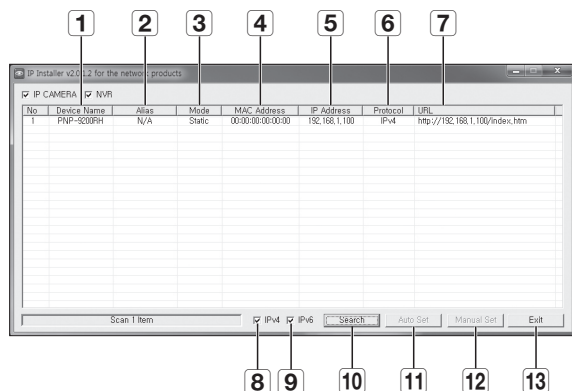 1 2 3 4 5 6 7
IP Installer v2.0.1.2 for the network products
IP CAMERA NVR
No Device Name Alias Mode MAC Address IP Address Protocol URL
1 PNP-9200RH N/A Static 00:00:00:00:00:00 192,168,1,100 IPv4 http://192,168,1,100/index,htm
Scan 1 Item IPv4 IPv6 Search Auto Set Manual Set Exit
8 9 10 11 12 13